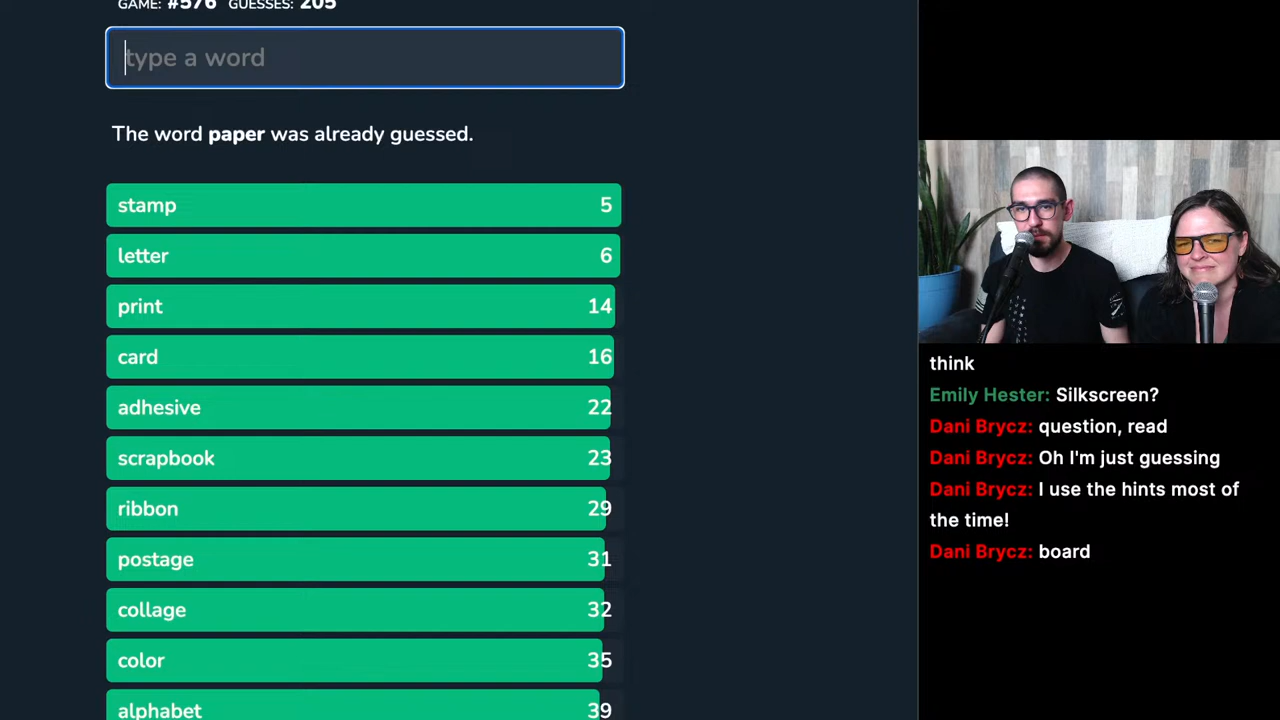 GAME: #576 GUESSES: 205
type a word
The word paper was already guessed.
stamp 5
letter 6
print 14
card 16
adhesive 22
scrapbook 23
ribbon 29
postage 31
collage 32
color 35
alphabet 39
think
Emily Hester: Silkscreen?
Dani Brycz: question, read
Dani Brycz: Oh I'm just guessing
Dani Brycz: I use the hints most of
the time!
Dani Brycz: board